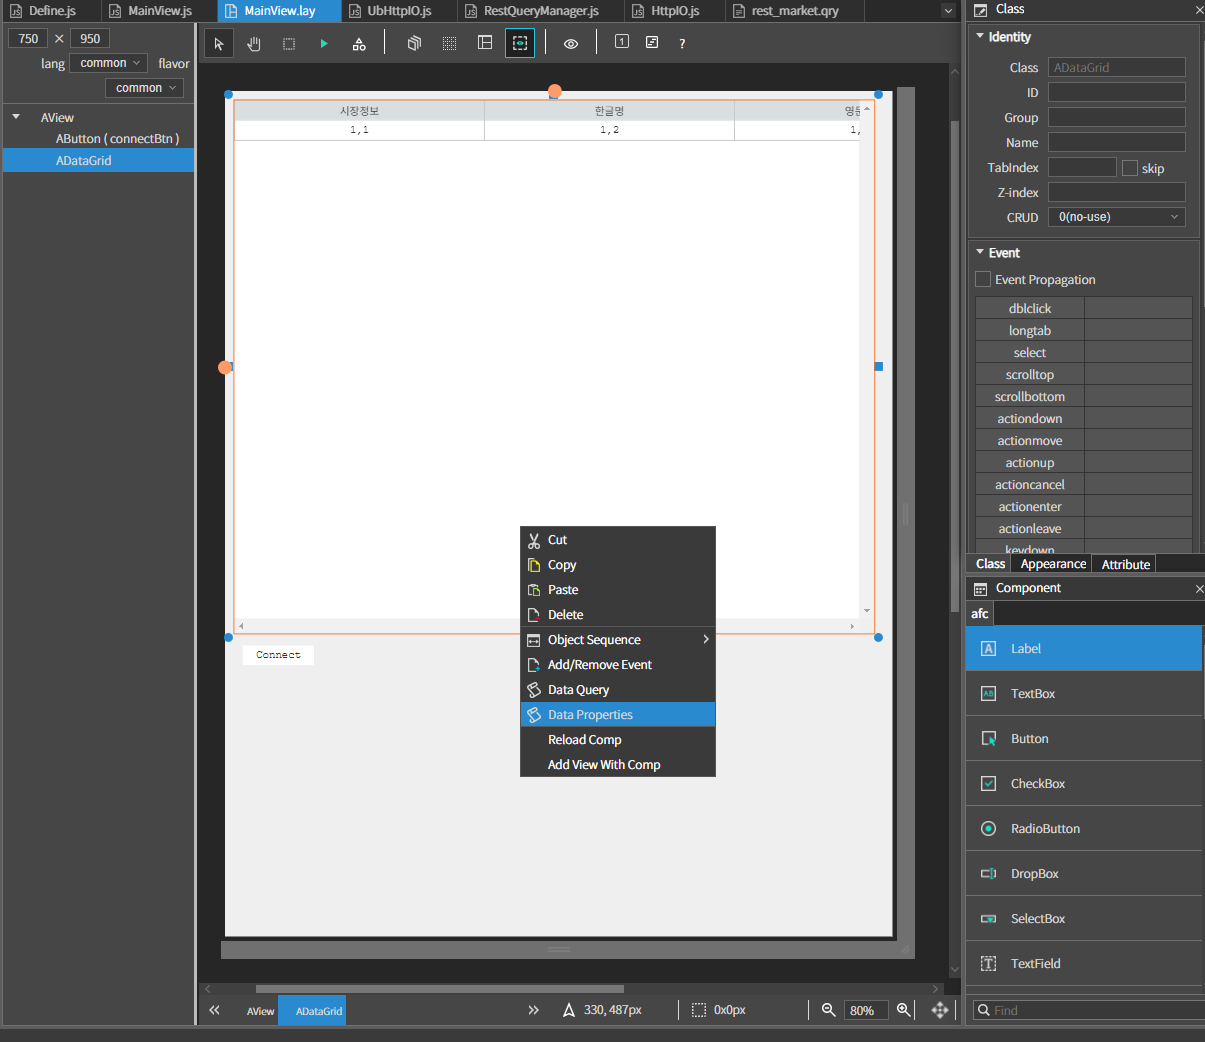 Define.js
MainView.js
MainView.lay
UbHttpIO.js
RestQueryManager.js
HttpIO.js
rest_market.qry
750 × 950
lang common flavor
common
AView
AButton ( connectBtn )
ADataGrid
1
?
시장정보 한글명
1,1 1,2 1,
Connect
Cut
Copy
Paste
Delete
Object Sequence
Add/Remove Event
Data Query
Data Properties
Reload Comp
Add View With Comp
AView ADataGrid 330, 487px 0x0px 80%
Class
Identity
Class ADataGrid
ID
Group
Name
TabIndex skip
Z-index
CRUD 0(no-use)
Event
Event Propagation
dblclick
longtab
select
scrolltop
scrollbottom
actiondown
actionmove
actionup
actioncancel
actionenter
actionleave
keydown
Class Appearance Attribute
Component
afc
A Label
AB TextBox
Button
CheckBox
RadioButton
DropBox
SelectBox
T TextField
Find